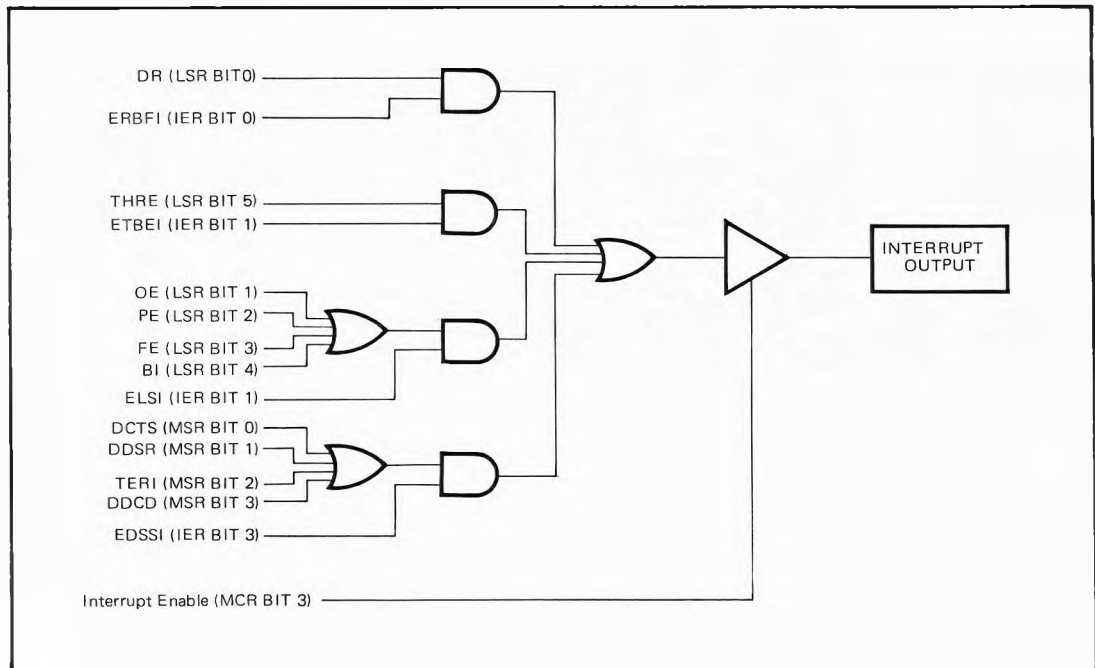 DR (LSR BIT0)
ERBFI (IER BIT 0)
THRE (LSR BIT 5)
ETBEI (IER BIT 1)
OE (LSR BIT 1)
PE (LSR BIT 2)
FE (LSR BIT 3)
BI (LSR BIT 4)
ELSI (IER BIT 1)
DCTS (MSR BIT 0)
DDSR (MSR BIT 1)
TERI (MSR BIT 2)
DDCD (MSR BIT 3)
EDSSI (IER BIT 3)
Interrupt Enable (MCR BIT 3)
INTERRUPT
OUTPUT